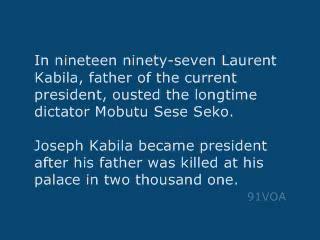 In nineteen ninety-seven Laurent
Kabila, father of the current
president, ousted the longtime
dictator Mobutu Sese Seko.
Joseph Kabila became president
after his father was killed at his
palace in two thousand one.
91VOA